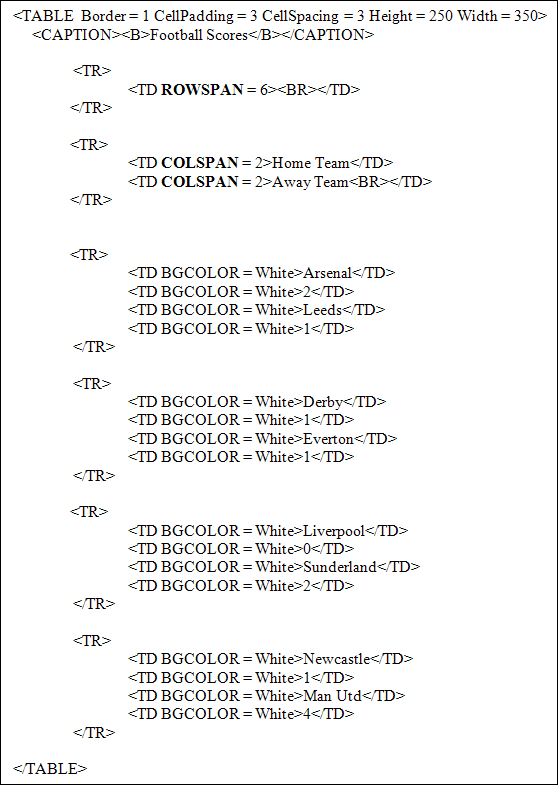 <TABLE Border = 1 CellPadding = 3 CellSpacing = 3 Height = 250 Width = 350>
<CAPTION><B>Football Scores</B></CAPTION>
<TR>
<TD ROWSPAN = 6><BR></TD>
</TR>
<TR>
<TD COLSPAN = 2>Home Team</TD>
<TD COLSPAN = 2>Away Team<BR></TD>
</TR>
<TR>
<TD BGCOLOR = White>Arsenal</TD>
<TD BGCOLOR = White>2</TD>
<TD BGCOLOR = White>Leeds</TD>
<TD BGCOLOR = White>1</TD>
</TR>
<TR>
<TD BGCOLOR = White>Derby</TD>
<TD BGCOLOR = White>1</TD>
<TD BGCOLOR = White>Everton</TD>
<TD BGCOLOR = White>1</TD>
</TR>
<TR>
<TD BGCOLOR = White>Liverpool</TD>
<TD BGCOLOR = White>0</TD>
<TD BGCOLOR = White>Sunderland</TD>
<TD BGCOLOR = White>2</TD>
</TR>
<TR>
<TD BGCOLOR = White>Newcastle</TD>
<TD BGCOLOR = White>1</TD>
<TD BGCOLOR = White>Man Utd</TD>
<TD BGCOLOR = White>4</TD>
</TR>
</TABLE>